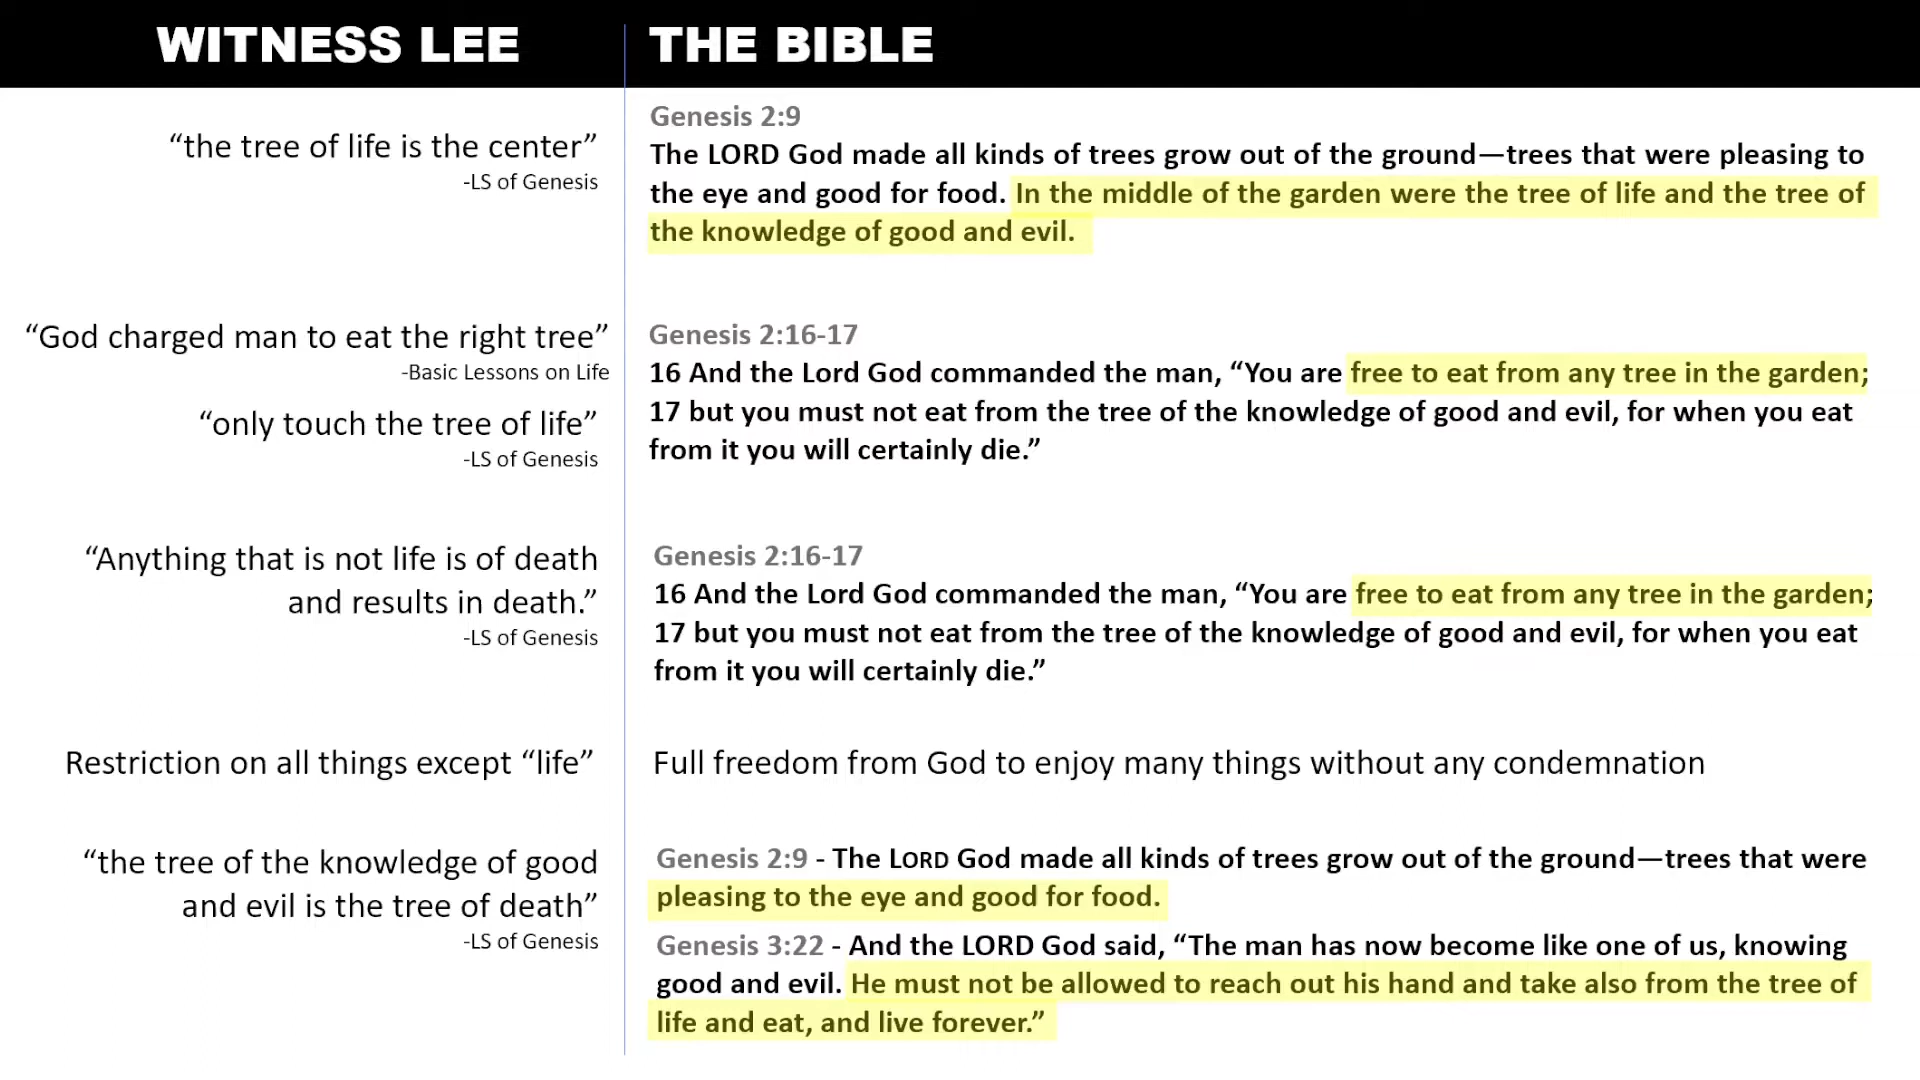 WITNESS LEE
THE BIBLE
“the tree of life is the center”
-LS of Genesis
Genesis 2:9
The LORD God made all kinds of trees grow out of the ground—trees that were pleasing to
the eye and good for food. In the middle of the garden were the tree of life and the tree of
the knowledge of good and evil.
“God charged man to eat the right tree”
-Basic Lessons on Life
“only touch the tree of life”
-LS of Genesis
Genesis 2:16-17
16 And the Lord God commanded the man, “You are free to eat from any tree in the garden;
17 but you must not eat from the tree of the knowledge of good and evil, for when you eat
from it you will certainly die.”
“Anything that is not life is of death
and results in death.”
-LS of Genesis
Genesis 2:16-17
16 And the Lord God commanded the man, “You are free to eat from any tree in the garden;
17 but you must not eat from the tree of the knowledge of good and evil, for when you eat
from it you will certainly die.”
Restriction on all things except “life”
Full freedom from God to enjoy many things without any condemnation
“the tree of the knowledge of good
and evil is the tree of death”
-LS of Genesis
Genesis 2:9 - The LORD God made all kinds of trees grow out of the ground—trees that were
pleasing to the eye and good for food.
Genesis 3:22 - And the LORD God said, “The man has now become like one of us, knowing
good and evil. He must not be allowed to reach out his hand and take also from the tree of
life and eat, and live forever.”